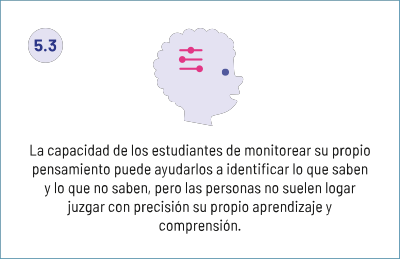 5.3
La capacidad de los estudiantes de monitorear su propio
pensamiento puede ayudarlos a identificar lo que saben
y lo que no saben, pero las personas no suelen logar
juzgar con precisión su propio aprendizaje y
comprensión.